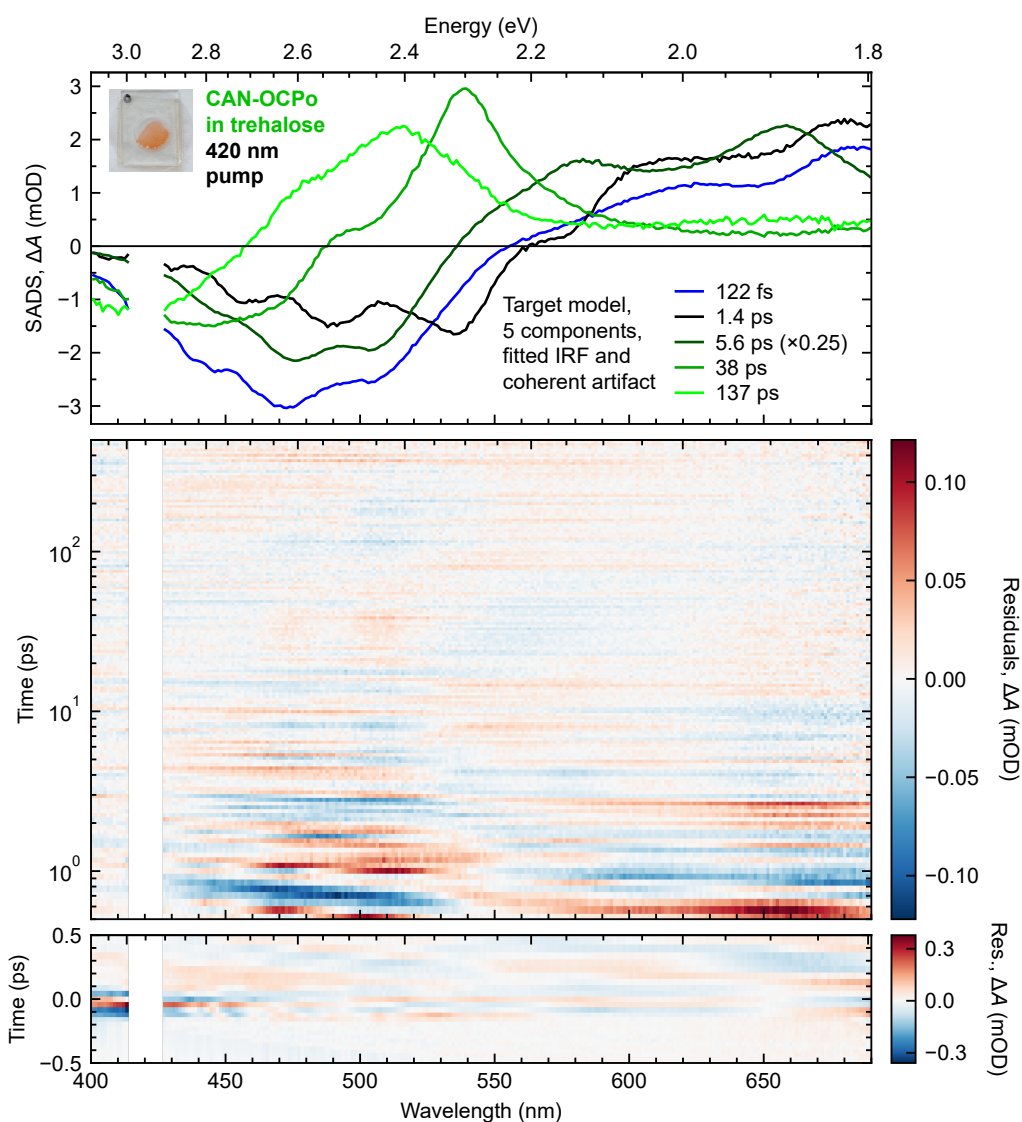 Energy (eV)
3.0 2.8 2.6 2.4 2.2 2.0 1.8
CAN-OCPo
in trehalose
420 nm
pump
3
2
1
0
−1
−2
−3
SADS, ΔA (mOD)
Target model,
5 components,
fitted IRF and
coherent artifact
122 fs
1.4 ps
5.6 ps (×0.25)
38 ps
137 ps
10²
10¹
10⁰
Time (ps)
0.10
0.05
0.00
−0.05
−0.10
Residuals, ΔA (mOD)
0.5
0.0
−0.5
Time (ps)
0.3
0.0
−0.3
Res., ΔA (mOD)
400 450 500 550 600 650
Wavelength (nm)